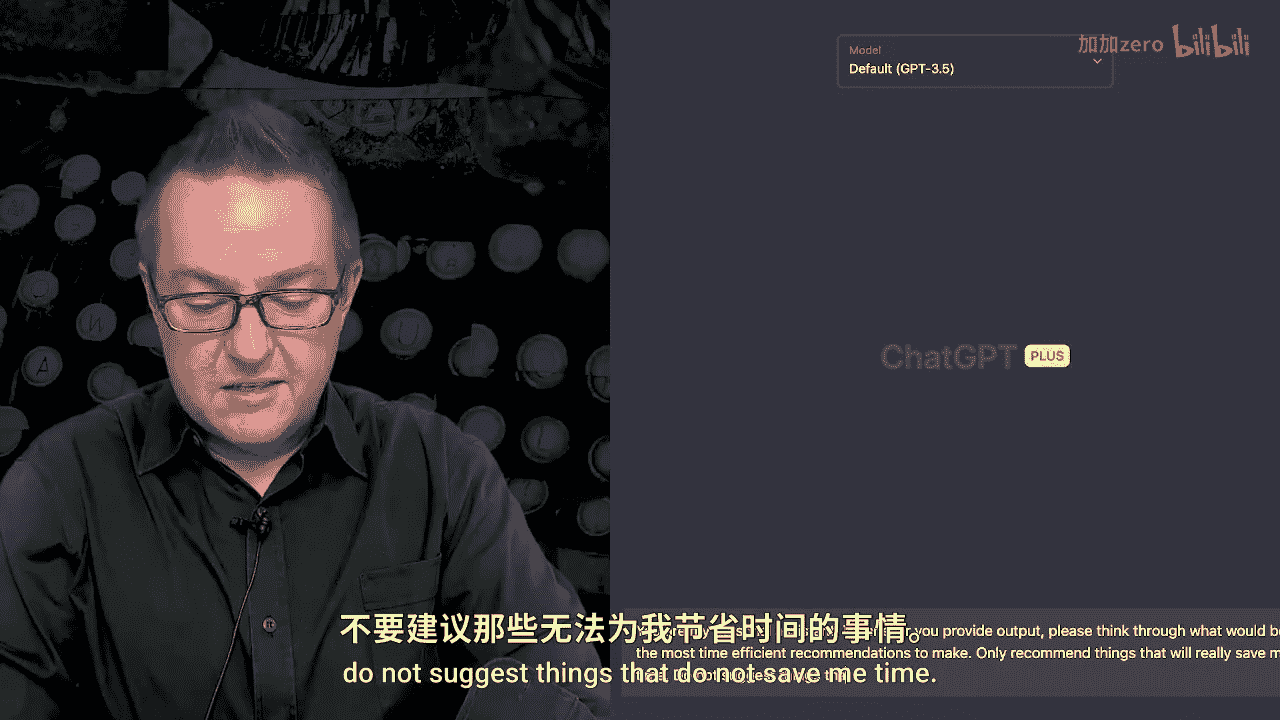 加加zero bilibili
Model
Default (GPT-3.5)
ChatGPT PLUS
you provide output, please think through what would b
the most time efficient recommendations to make. Only recommend things that will really save m
不要建议那些无法为我节省时间的事情。
do not suggest things that do not save me time.